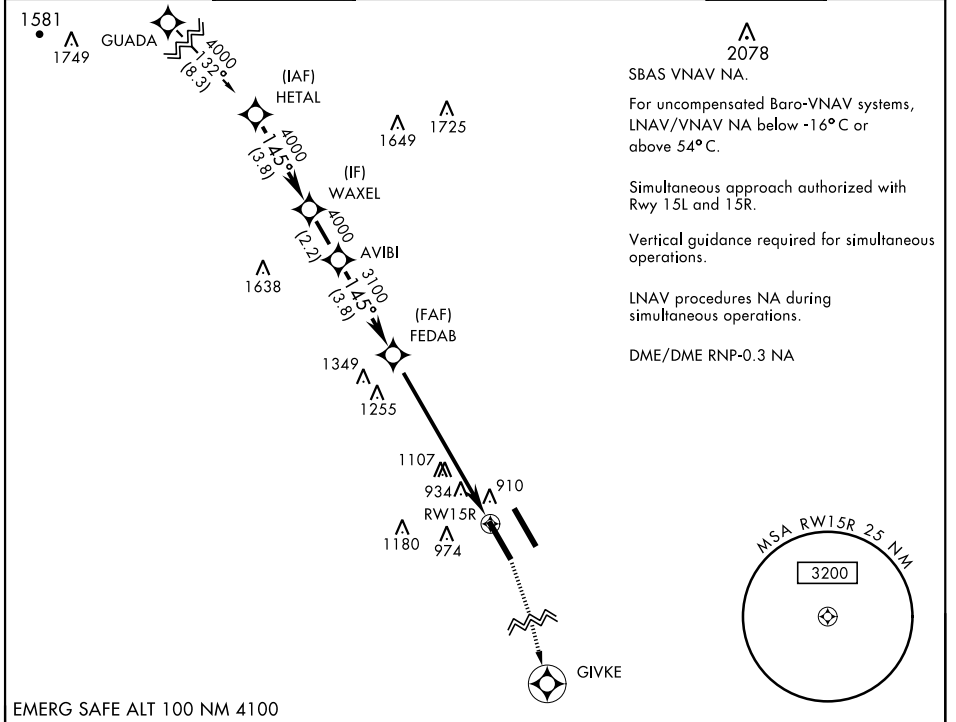 1581
1749
GUADA
4000
132°
(8.3)
(IAF)
HETAL
4000
145°
(3.8)
1649
1725
(IF)
WAXEL
4000
(2.2)
AVIBI
1638
3100
145°
(3.8)
(FAF)
FEDAB
1349
1255
1107
934
910
RW15R
1180
974
GIVKE
2078
SBAS VNAV NA.
For uncompensated Baro-VNAV systems,
LNAV/VNAV NA below -16°C or
above 54°C.
Simultaneous approach authorized with
Rwy 15L and 15R.
Vertical guidance required for simultaneous
operations.
LNAV procedures NA during
simultaneous operations.
DME/DME RNP-0.3 NA
MSA RW15R 25 NM
3200
EMERG SAFE ALT 100 NM 4100